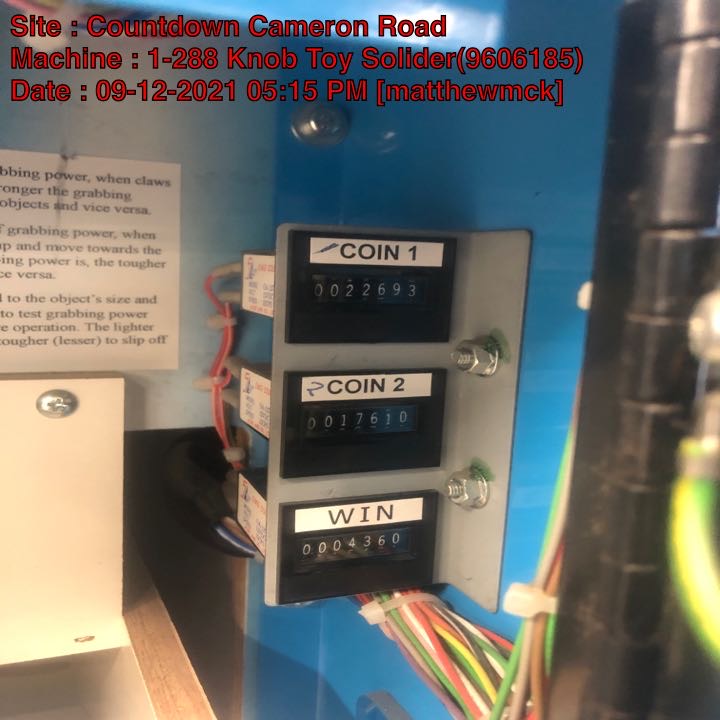 Site : Countdown Cameron Road
Machine : 1-288 Knob Toy Solider(9606185)
Date : 09-12-2021 05:15 PM [matthewmck]
bbing power, when claws
ronger the grabbing
objects and vice versa.
f grabbing power, when
up and move towards the
ing power is, the tougher
ce versa.
d to the object's size and
to test grabbing power
e operation. The lighter
tougher (lesser) to slip off
COIN 1
0022693
2 COIN 2
0017610
WIN
0004360